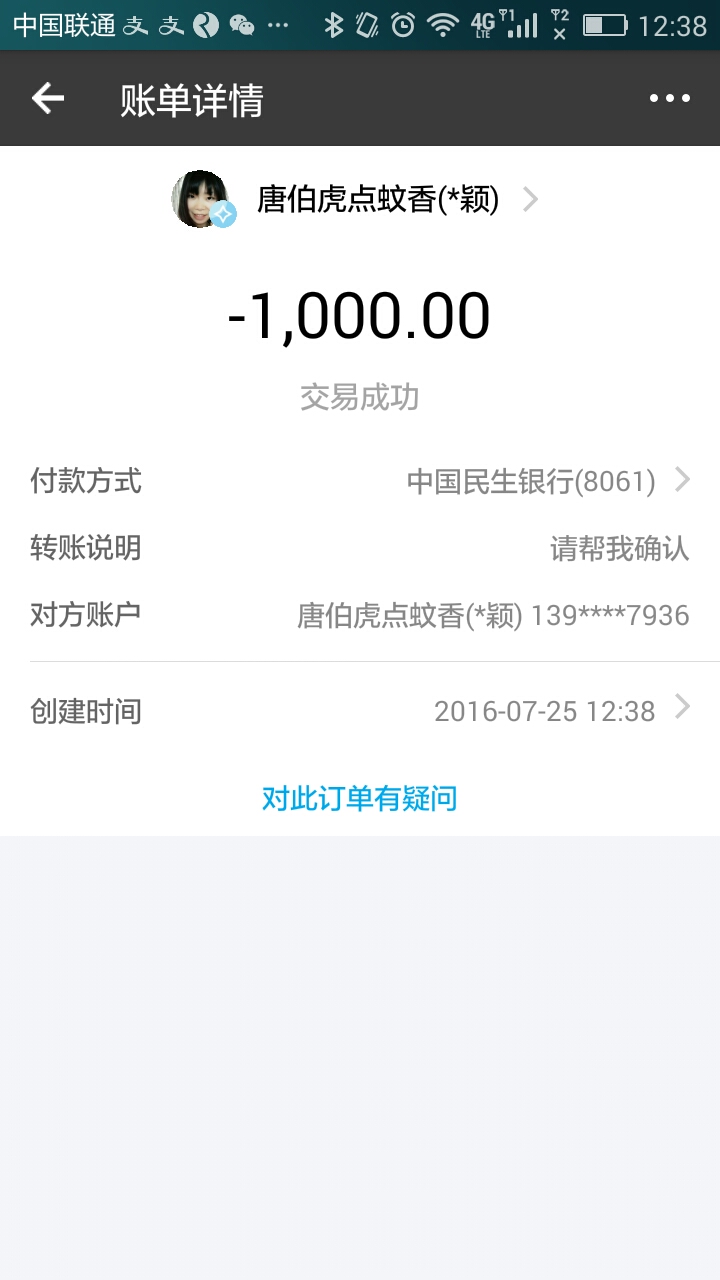 中国联通 4G LTE 1 2 12:38
账单详情
唐伯虎点蚊香(*颖)
-1,000.00
交易成功
付款方式 中国民生银行(8061)
转账说明 请帮我确认
对方账户 唐伯虎点蚊香(*颖) 139****7936
创建时间 2016-07-25 12:38
对此订单有疑问